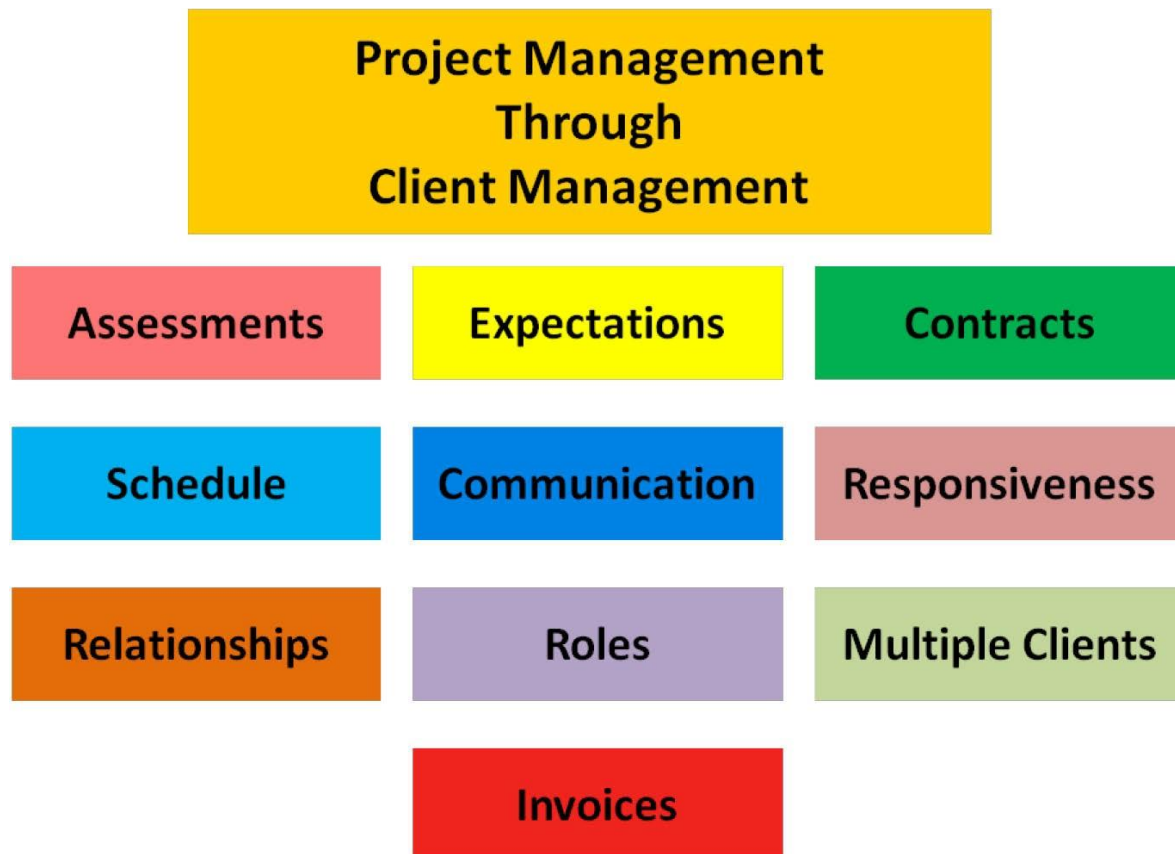 Project Management
Through
Client Management
Assessments
Expectations
Contracts
Schedule
Communication
Responsiveness
Relationships
Roles
Multiple Clients
Invoices